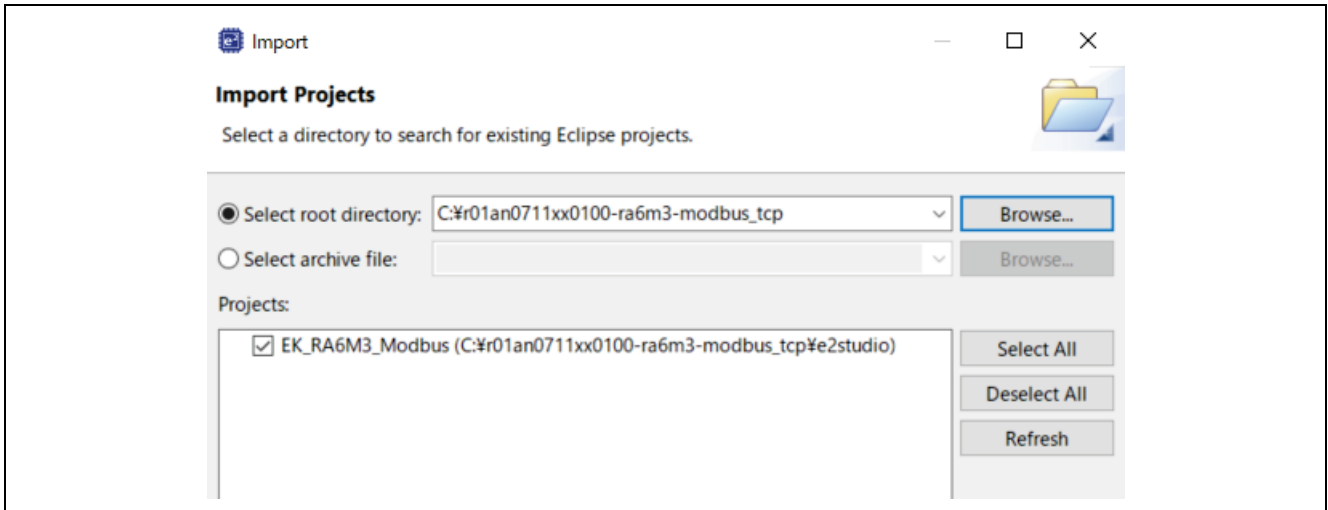 Import
Import Projects
Select a directory to search for existing Eclipse projects.
Select root directory: C:¥r01an0711xx0100-ra6m3-modbus_tcp Browse...
Select archive file: Browse...
Projects:
EK_RA6M3_Modbus (C:¥r01an0711xx0100-ra6m3-modbus_tcp¥e2studio)
Select All
Deselect All
Refresh